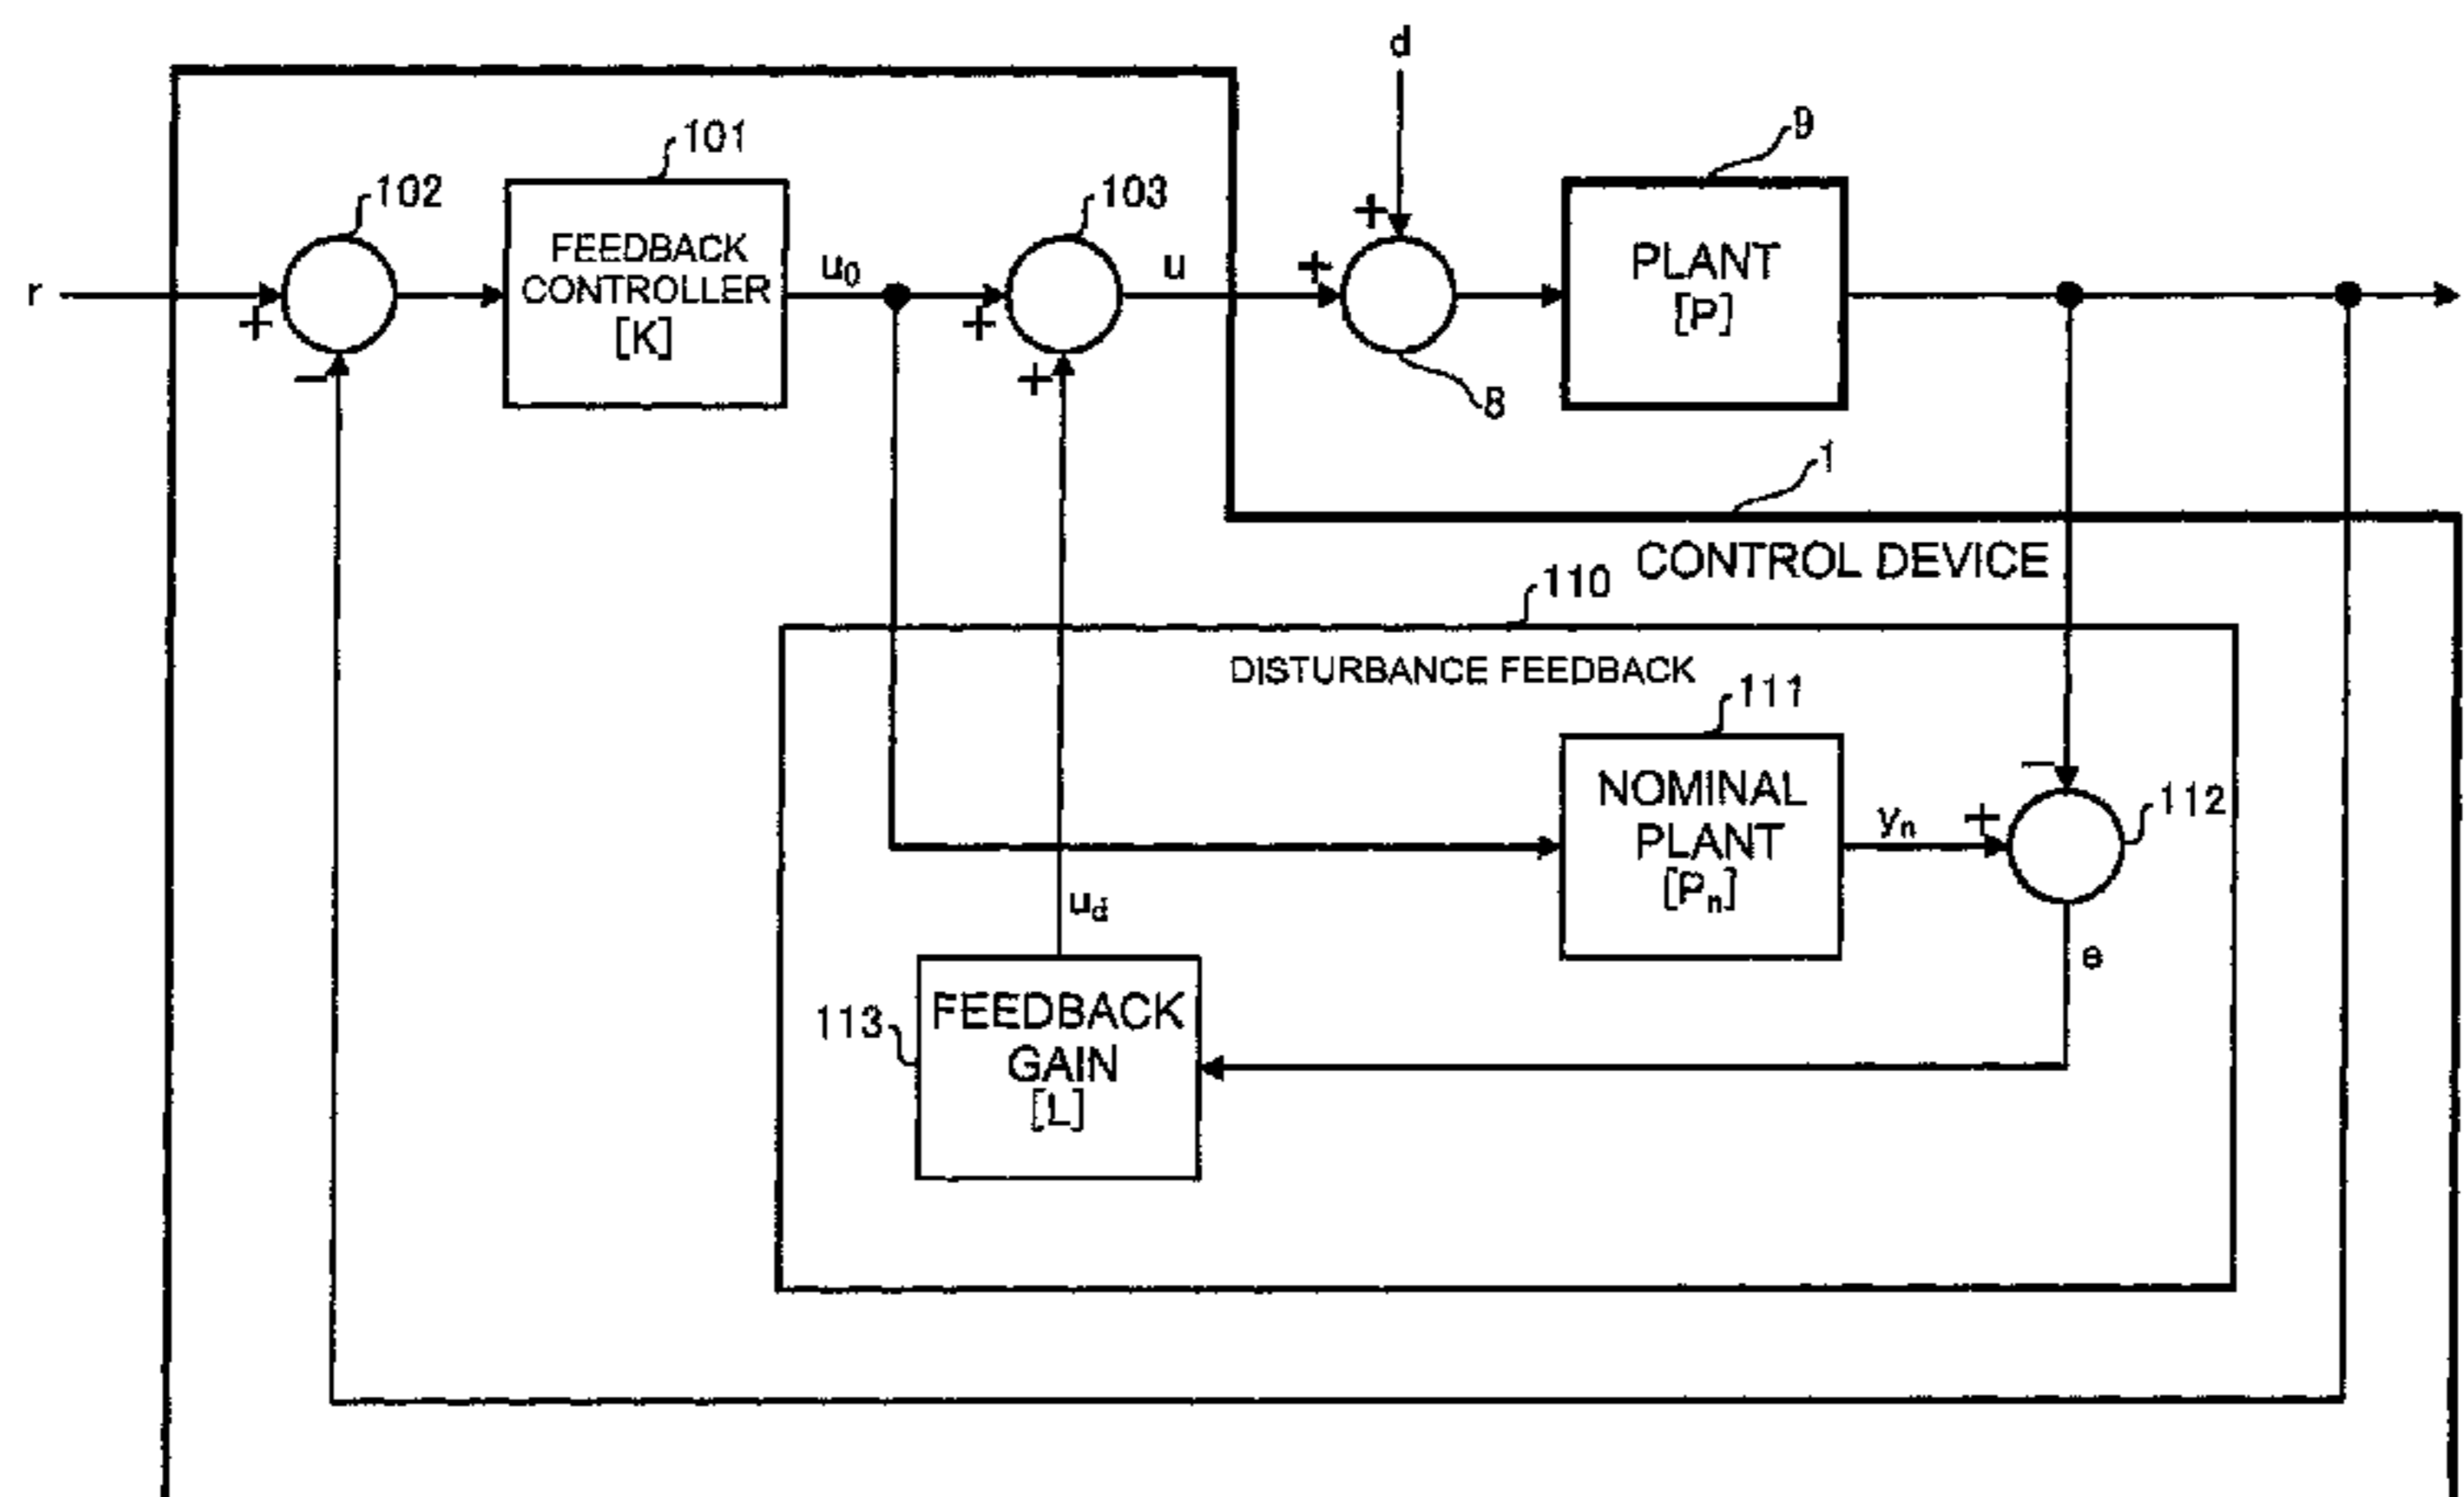 d
9
101
102
103
FEEDBACK
CONTROLLER
[K]
PLANT
[P]
r
+
−
u₀
+
+
u
+
+
8
1
CONTROL DEVICE
110
DISTURBANCE FEEDBACK
111
NOMINAL
PLANT
[Pₙ]
yₙ
+
−
112
u_d
e
113
FEEDBACK
GAIN
[L]